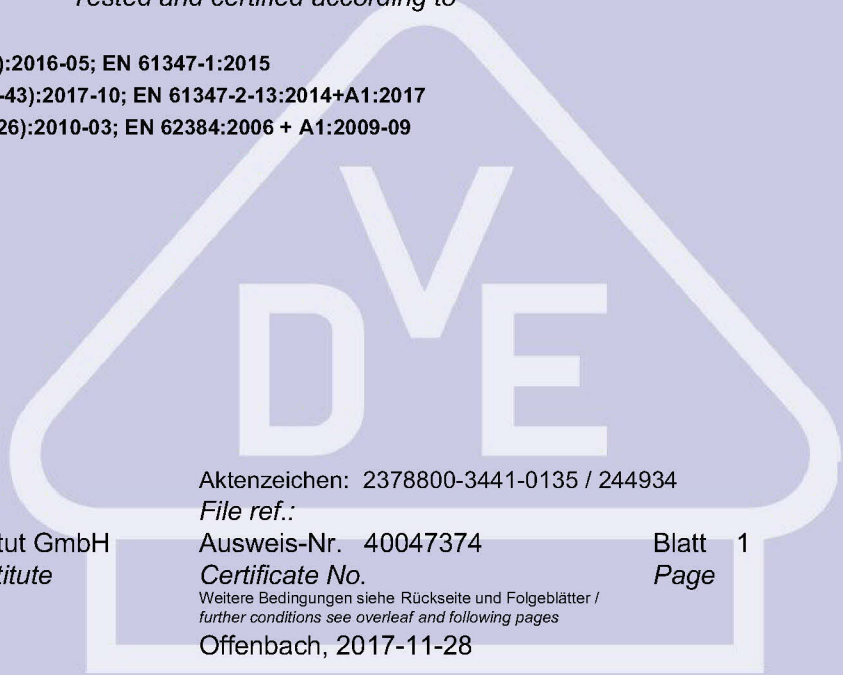 Tested and certified according to
):2016-05; EN 61347-1:2015
-43):2017-10; EN 61347-2-13:2014+A1:2017
26):2010-03; EN 62384:2006 + A1:2009-09
VDE
Aktenzeichen: 2378800-3441-0135 / 244934
File ref.:
tut GmbH Ausweis-Nr. 40047374 Blatt 1
titute Certificate No. Page
Weitere Bedingungen siehe Rückseite und Folgeblätter /
further conditions see overleaf and following pages
Offenbach, 2017-11-28